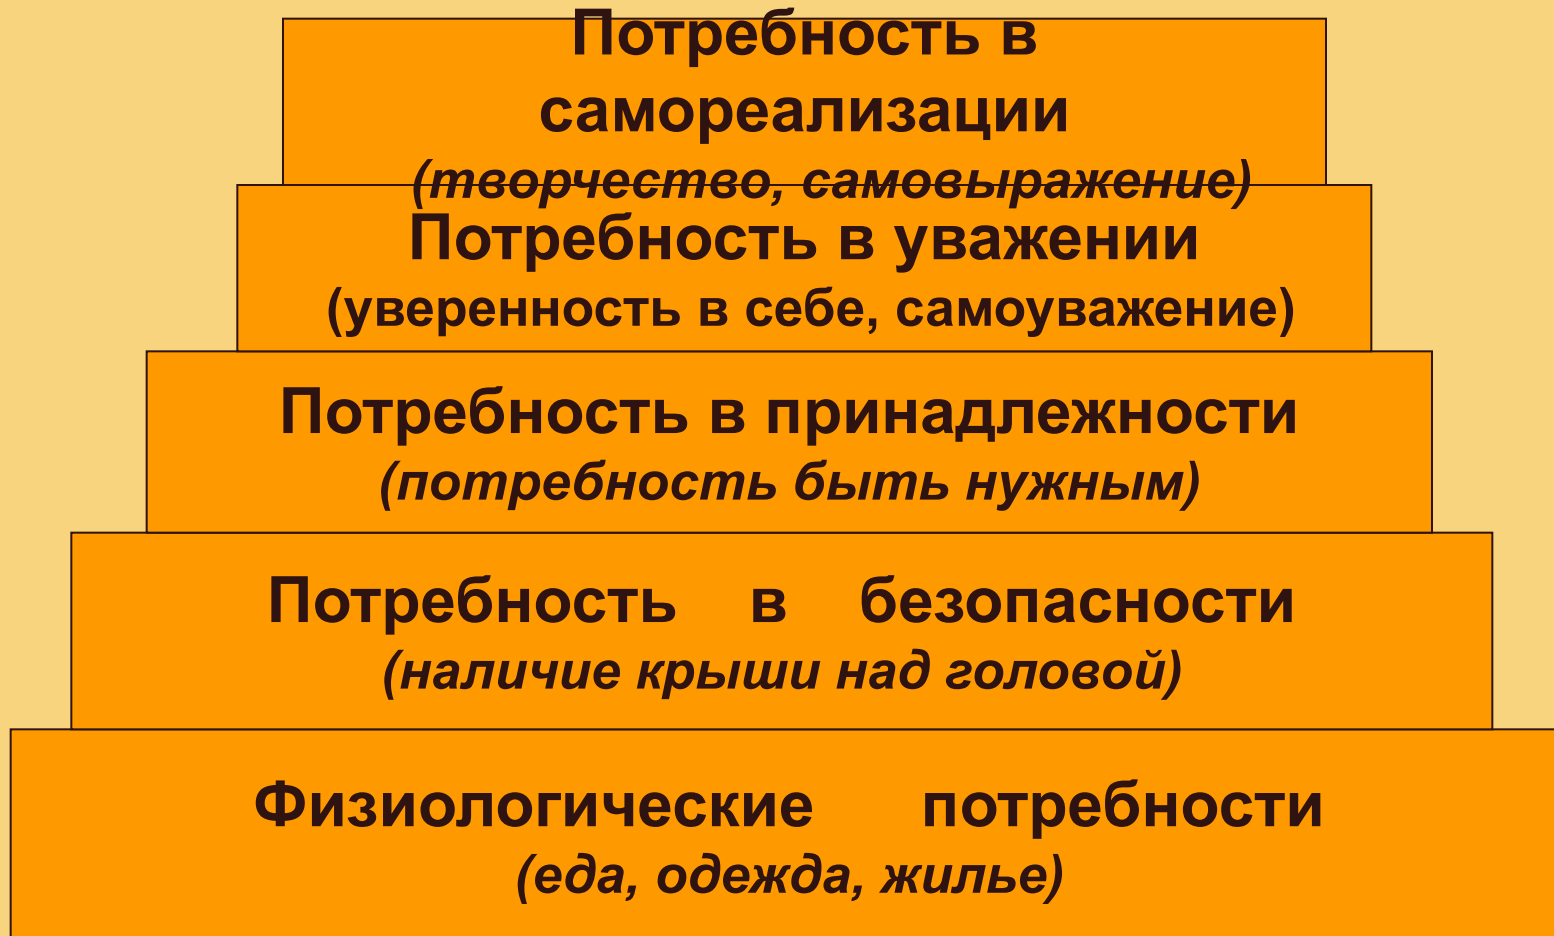 Потребность в
самореализации
(творчество, самовыражение)
Потребность в уважении
(уверенность в себе, самоуважение)
Потребность в принадлежности
(потребность быть нужным)
Потребность в безопасности
(наличие крыши над головой)
Физиологические потребности
(еда, одежда, жилье)